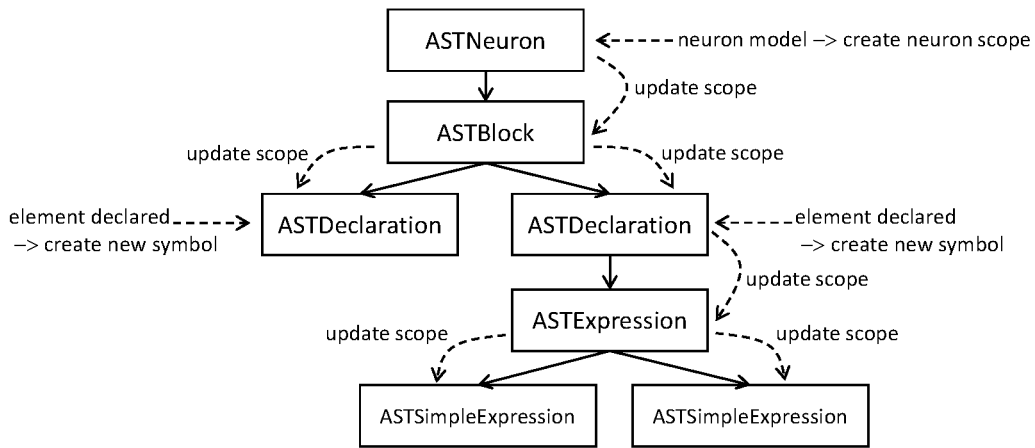 ASTNeuron
neuron model –> create neuron scope
update scope
ASTBlock
update scope
update scope
element declared
–> create new symbol
ASTDeclaration
ASTDeclaration
element declared
–> create new symbol
update scope
ASTExpression
update scope
update scope
ASTSimpleExpression
ASTSimpleExpression